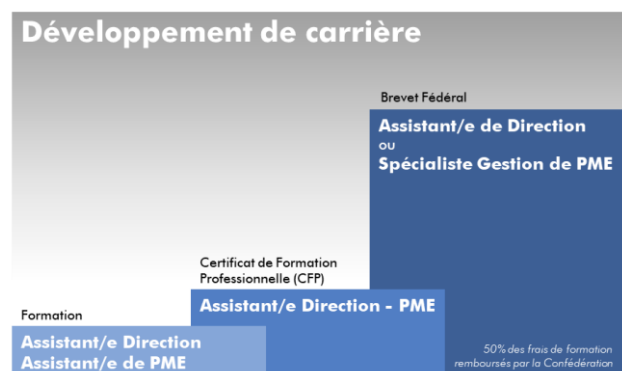 Développement de carrière
Brevet Fédéral
Assistant/e de Direction
ou
Spécialiste Gestion de PME
Certificat de Formation
Professionnelle (CFP)
Assistant/e Direction - PME
Formation
Assistant/e Direction
Assistant/e de PME
50% des frais de formation
remboursés par la Confédération